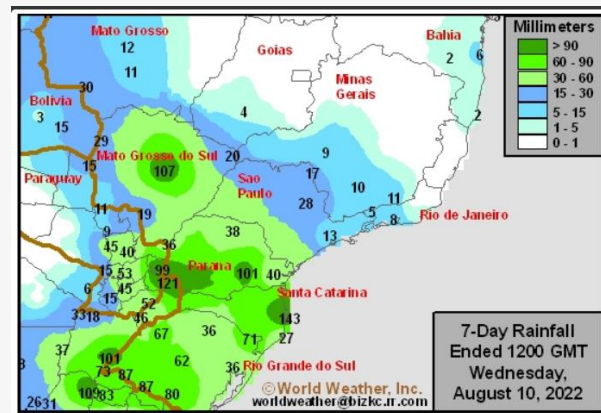 Mato Grosso
12
11
Goias
Bahia
2
6
Millimeters
> 90
60 - 90
30 - 60
15 - 30
5 - 15
1 - 5
0 - 1
Minas
Gerais
30
Bolivia
3
15
29
4
2
Mato Grosso do Sul
107
20
9
15
Paraguay
Sao
Paulo
17
28
10
11
5
8
Rio de Janeiro
13
11
19
9
45
40
36
38
15
53
45
15
6
Parana
99
121
101
40
52
33
18
46
Santa Catarina
143
27
67
36
71
37
101
73
87
62
36
Rio Grande do Sul
109
83
87
80
26
31
© World Weather, Inc.
worldweather@bizkc.rr.com
7-Day Rainfall
Ended 1200 GMT
Wednesday,
August 10, 2022